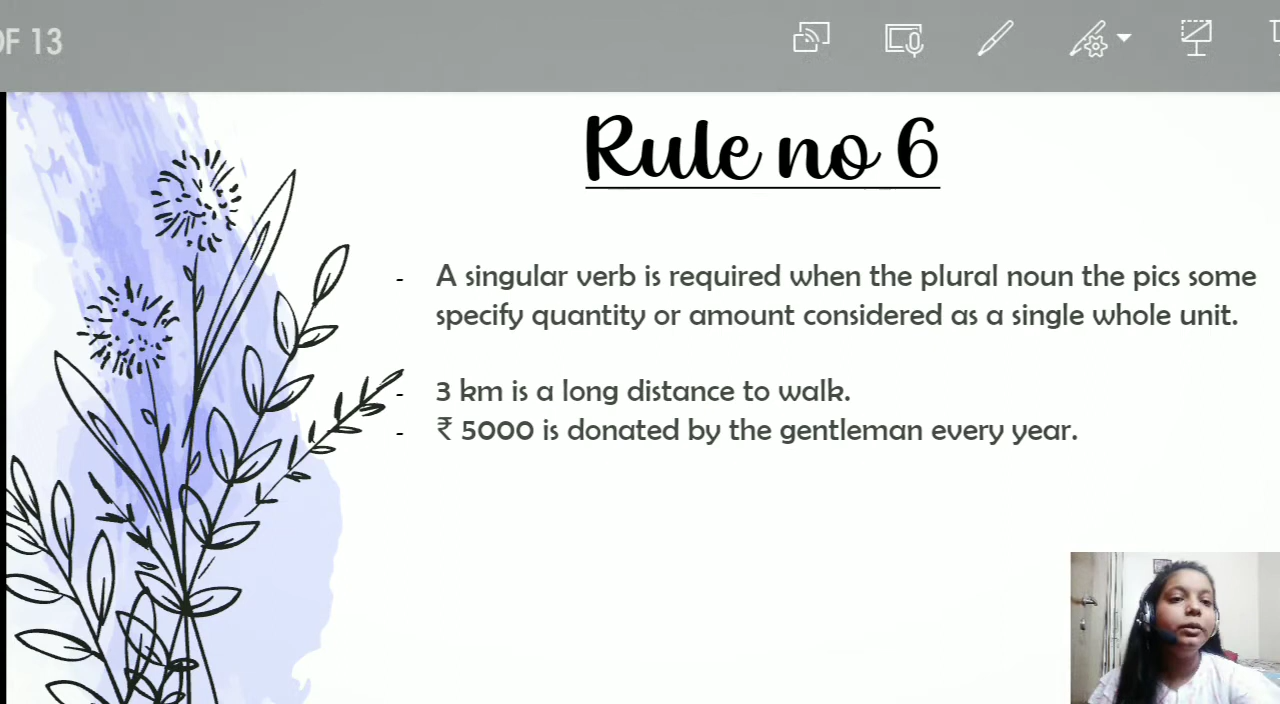 OF 13
Rule no 6
- A singular verb is required when the plural noun the pics some
specify quantity or amount considered as a single whole unit.
- 3 km is a long distance to walk.
- ₹ 5000 is donated by the gentleman every year.